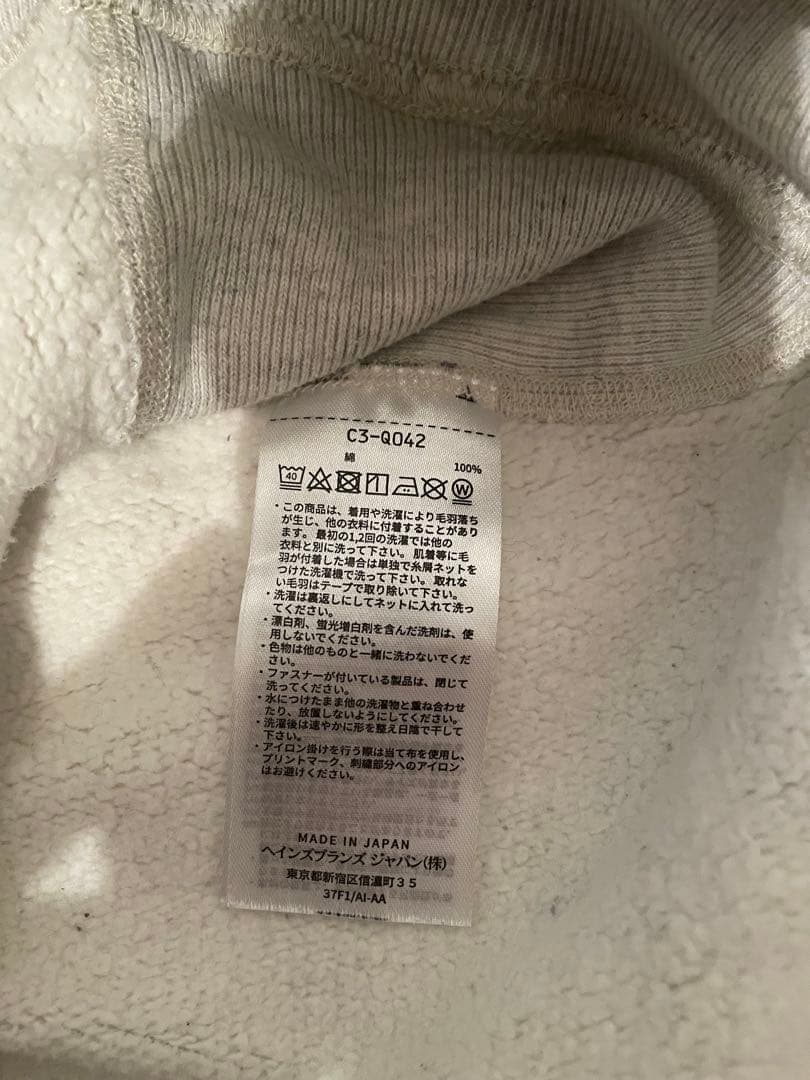 C3-Q042
綿 100%
40 W
・この商品は、着用や洗濯により毛羽落ち
が生じ、他の衣料に付着することがあり
ます。最初の1,2回の洗濯では他の
衣料と別に洗って下さい。肌着等に毛
羽が付着した場合は単独で糸屑ネットを
つけた洗濯機で洗って下さい。取れな
い毛羽はテープで取り除いて下さい。
・洗濯は裏返しにしてネットに入れて洗っ
てください。
・漂白剤、蛍光増白剤を含んだ洗剤は、使
用しないでください。
・色物は他のものと一緒に洗わないでくだ
さい。
・ファスナーが付いている製品は、閉じて
洗ってください。
・水につけたまま他の洗濯物と重ね合わせ
たり、放置しないようにしてください。
・洗濯後は速やかに形を整え日陰で干して
下さい。
・アイロン掛けを行う際は当て布を使用し、
プリントマーク、刺繍部分へのアイロン
はお避けください。
MADE IN JAPAN
ヘインズブランズ ジャパン(株)
東京都新宿区信濃町35
37F1/AI-AA